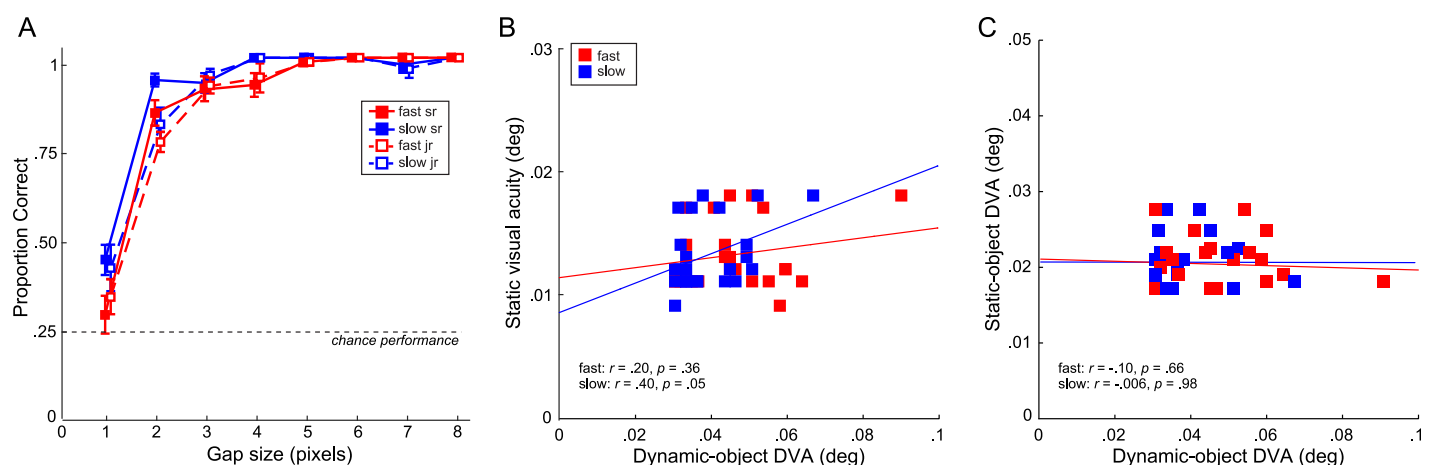 A
Proportion Correct
1
.75
.50
.25
0
fast sr
slow sr
fast jr
slow jr
chance performance
0 1 2 3 4 5 6 7 8
Gap size (pixels)
B
Static visual acuity (deg)
.03
.02
.01
0
fast
slow
fast: r = .20, p = .36
slow: r = .40, p = .05
0 .02 .04 .06 .08 .1
Dynamic-object DVA (deg)
C
Static-object DVA (deg)
.05
.04
.03
.02
.01
0
fast: r = -.10, p = .66
slow: r = -.006, p = .98
0 .02 .04 .06 .08 .1
Dynamic-object DVA (deg)